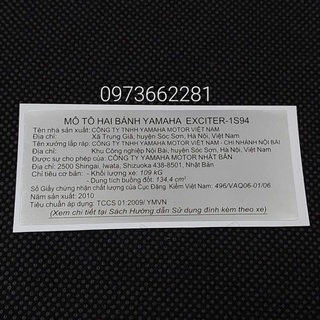 0973662281
MÔ TÔ HAI BÁNH YAMAHA EXCITER-1S94
Tên nhà sản xuất: CÔNG TY TNHH YAMAHA MOTOR VIỆT NAM
Địa chỉ: Xã Trung Giã, huyện Sóc Sơn, Hà Nội, Việt Nam
Tên xưởng lắp ráp: CÔNG TY TNHH YAMAHA MOTOR VIỆT NAM - CHI NHÁNH NỘI BÀI
Địa chỉ: Khu Công nghiệp Nội Bài, huyện Sóc Sơn, Hà Nội, Việt Nam
Được sự cho phép của: CÔNG TY YAMAHA MOTOR NHẬT BẢN
Địa chỉ: 2500 Shingai, Iwata, Shizuoka 438-8501, Nhật Bản
Chỉ tiêu cơ bản: - Khối lượng xe: 109 kG
- Dung tích buồng đốt: 134,4 cm³
Số Giấy chứng nhận chất lượng của Cục Đăng Kiểm Việt Nam: 496/VAQ06-01/06
Năm sản xuất: 2010
Tiêu chuẩn áp dụng: TCCS 01:2009/ YMVN
(Xem chi tiết tại Sách Hướng dẫn Sử dụng đính kèm theo xe)